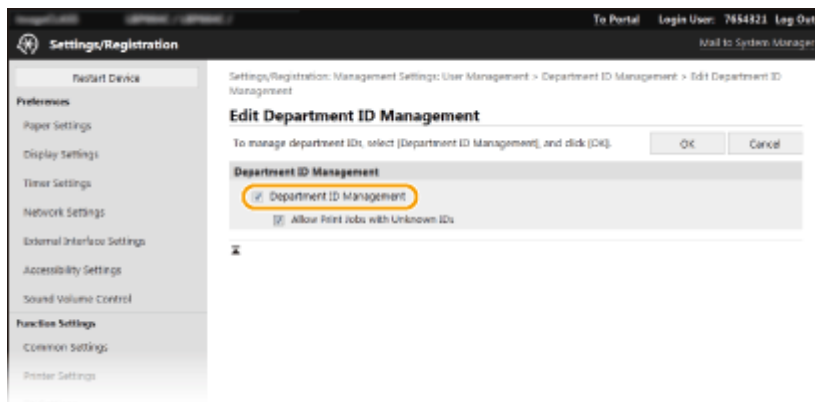 To Portal Login User: 7654321 Log Out
Settings/Registration
Mail to System Manager
Restart Device
Preferences
Paper Settings
Display Settings
Timer Settings
Network Settings
External Interface Settings
Accessibility Settings
Sound Volume Control
Function Settings
Common Settings
Printer Settings
Settings/Registration: Management Settings: User Management > Department ID Management > Edit Department ID
Management
Edit Department ID Management
To manage department IDs, select [Department ID Management], and click [OK].
OK
Cancel
Department ID Management
Department ID Management
Allow Print Jobs with Unknown IDs